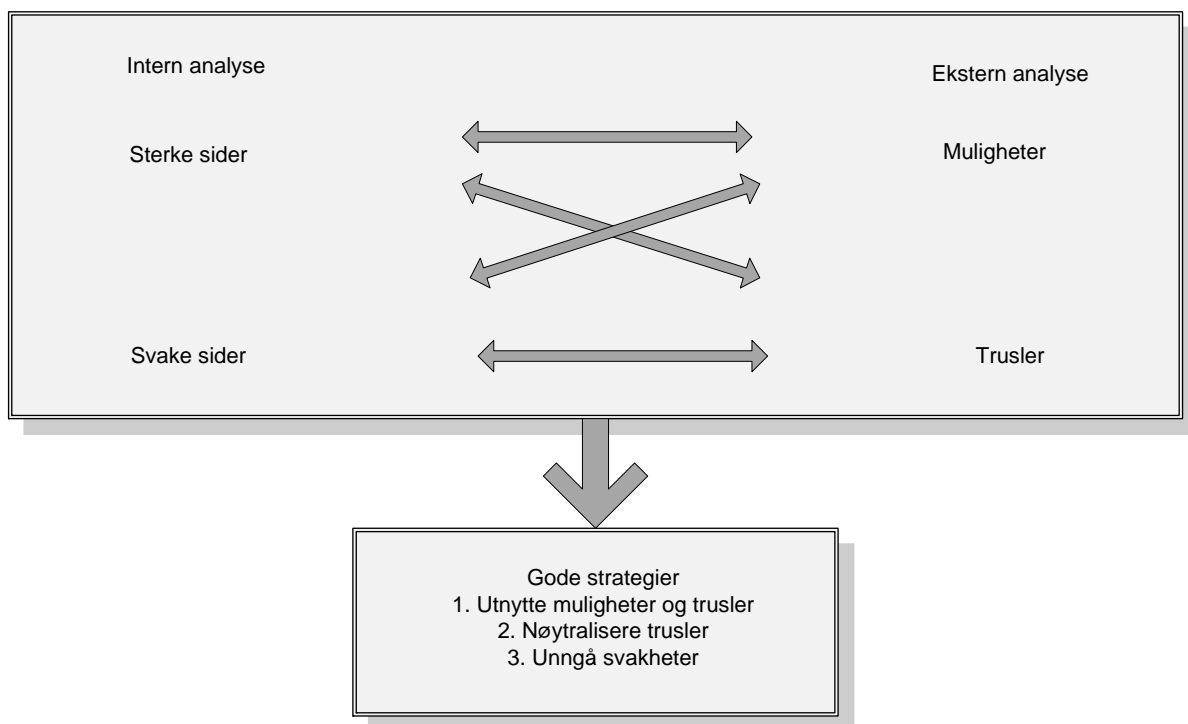 Intern analyse
Ekstern analyse
Sterke sider
Muligheter
Svake sider
Trusler
Gode strategier
1. Utnytte muligheter og trusler
2. Nøytralisere trusler
3. Unngå svakheter